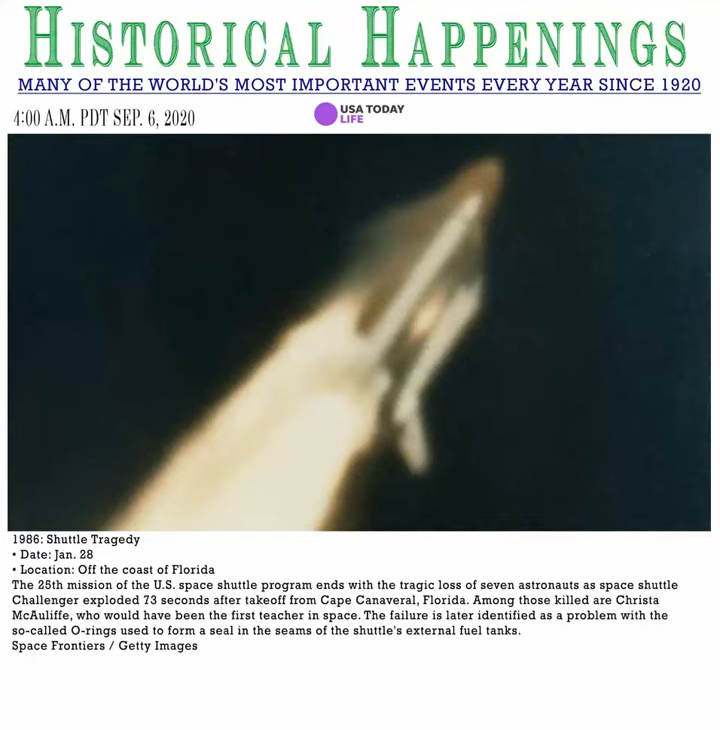 HISTORICAL HAPPENINGS
MANY OF THE WORLD'S MOST IMPORTANT EVENTS EVERY YEAR SINCE 1920
4:00 A.M. PDT SEP. 6, 2020
USA TODAY
LIFE
1986: Shuttle Tragedy
• Date: Jan. 28
• Location: Off the coast of Florida
The 25th mission of the U.S. space shuttle program ends with the tragic loss of seven astronauts as space shuttle
Challenger exploded 73 seconds after takeoff from Cape Canaveral, Florida. Among those killed are Christa
McAuliffe, who would have been the first teacher in space. The failure is later identified as a problem with the
so-called O-rings used to form a seal in the seams of the shuttle's external fuel tanks.
Space Frontiers / Getty Images